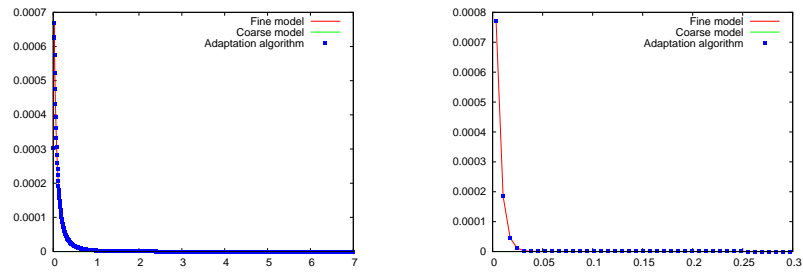 Fine model
Coarse model
Adaptation algorithm
0.0007
0.0006
0.0005
0.0004
0.0003
0.0002
0.0001
0
0 1 2 3 4 5 6 7
Fine model
Coarse model
Adaptation algorithm
0.0008
0.0007
0.0006
0.0005
0.0004
0.0003
0.0002
0.0001
0
0 0.05 0.1 0.15 0.2 0.25 0.3